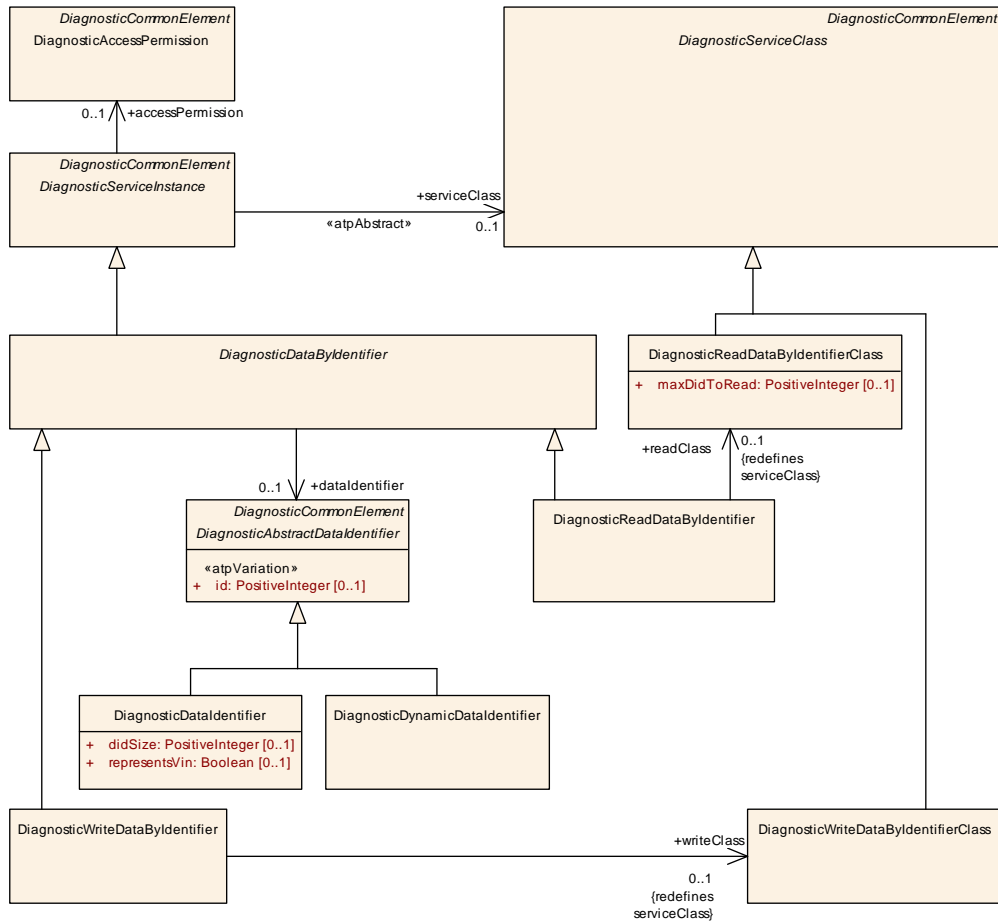 DiagnosticCommonElement
DiagnosticAccessPermission
DiagnosticCommonElement
DiagnosticServiceClass
0..1
+accessPermission
DiagnosticCommonElement
DiagnosticServiceInstance
+serviceClass
«atpAbstract»
0..1
DiagnosticDataByIdentifier
DiagnosticReadDataByIdentifierClass
+ maxDidToRead: PositiveInteger [0..1]
+readClass
0..1
{redefines
serviceClass}
0..1
+dataIdentifier
DiagnosticCommonElement
DiagnosticAbstractDataIdentifier
«atpVariation»
+ id: PositiveInteger [0..1]
DiagnosticReadDataByIdentifier
DiagnosticDataIdentifier
+ didSize: PositiveInteger [0..1]
+ representsVin: Boolean [0..1]
DiagnosticDynamicDataIdentifier
DiagnosticWriteDataByIdentifier
+writeClass
0..1
{redefines
serviceClass}
DiagnosticWriteDataByIdentifierClass